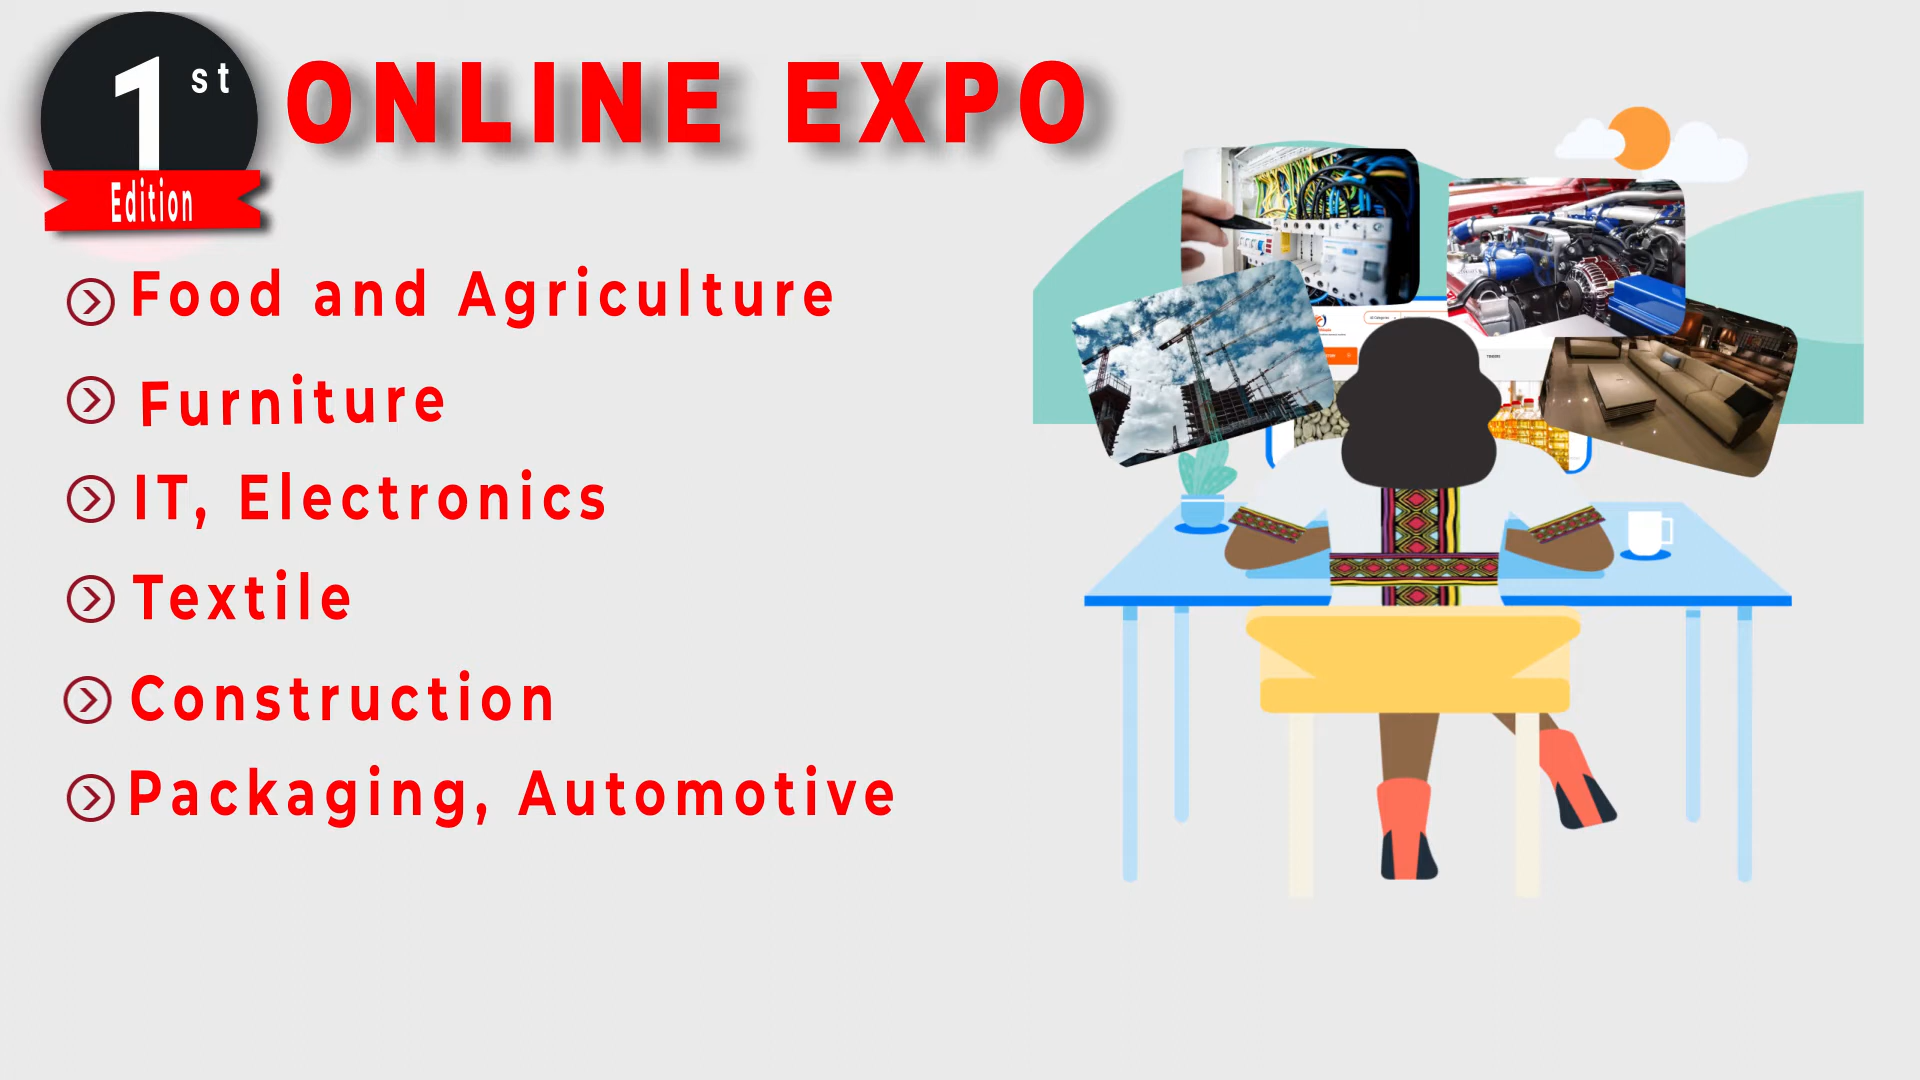 1st
Edition
ONLINE EXPO
Food and Agriculture
Furniture
IT, Electronics
Textile
Construction
Packaging, Automotive